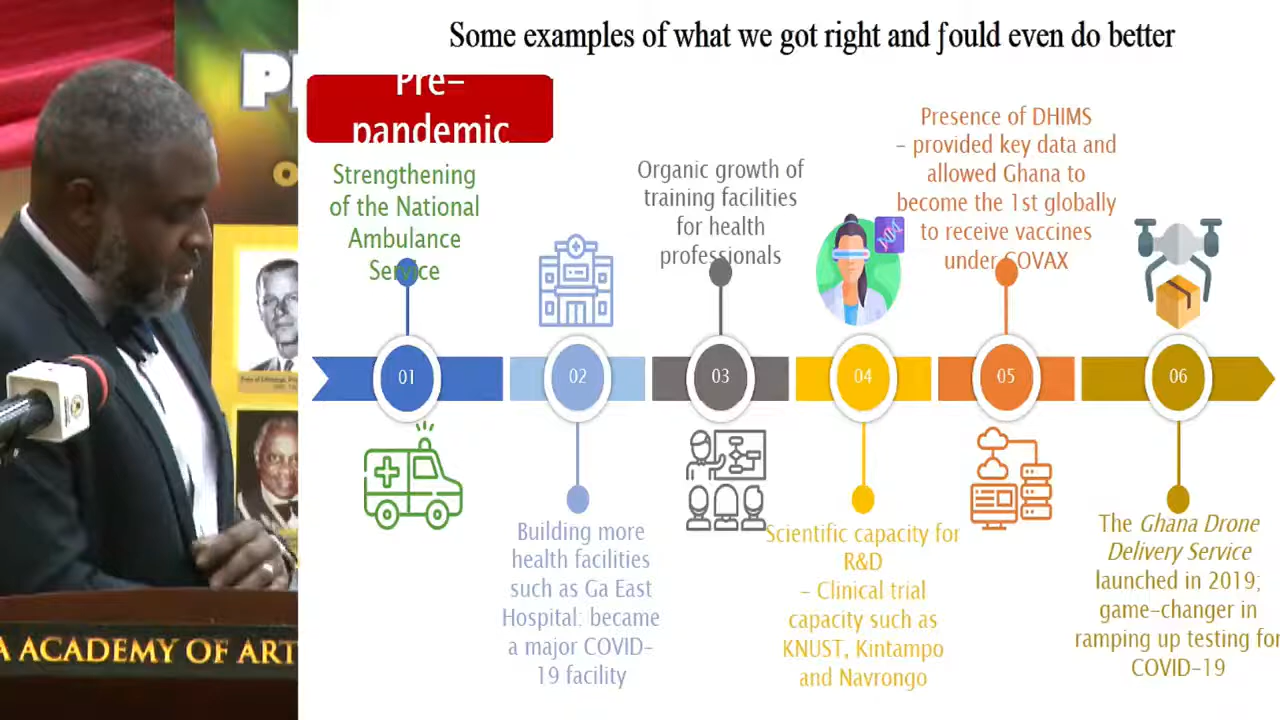 Some examples of what we got right and ƒould even do better
Pre-
pandemic
Strengthening
of the National
Ambulance
Service
Organic growth of
training facilities
for health
professionals
Presence of DHIMS
– provided key data and
allowed Ghana to
become the 1st globally
to receive vaccines
under COVAX
01
02
03
04
05
06
Building more
health facilities
such as Ga East
Hospital: became
a major COVID-
19 facility
Scientific capacity for
R&D
– Clinical trial
capacity such as
KNUST, Kintampo
and Navrongo
The Ghana Drone
Delivery Service
launched in 2019;
game-changer in
ramping up testing for
COVID-19
A ACADEMY OF ART